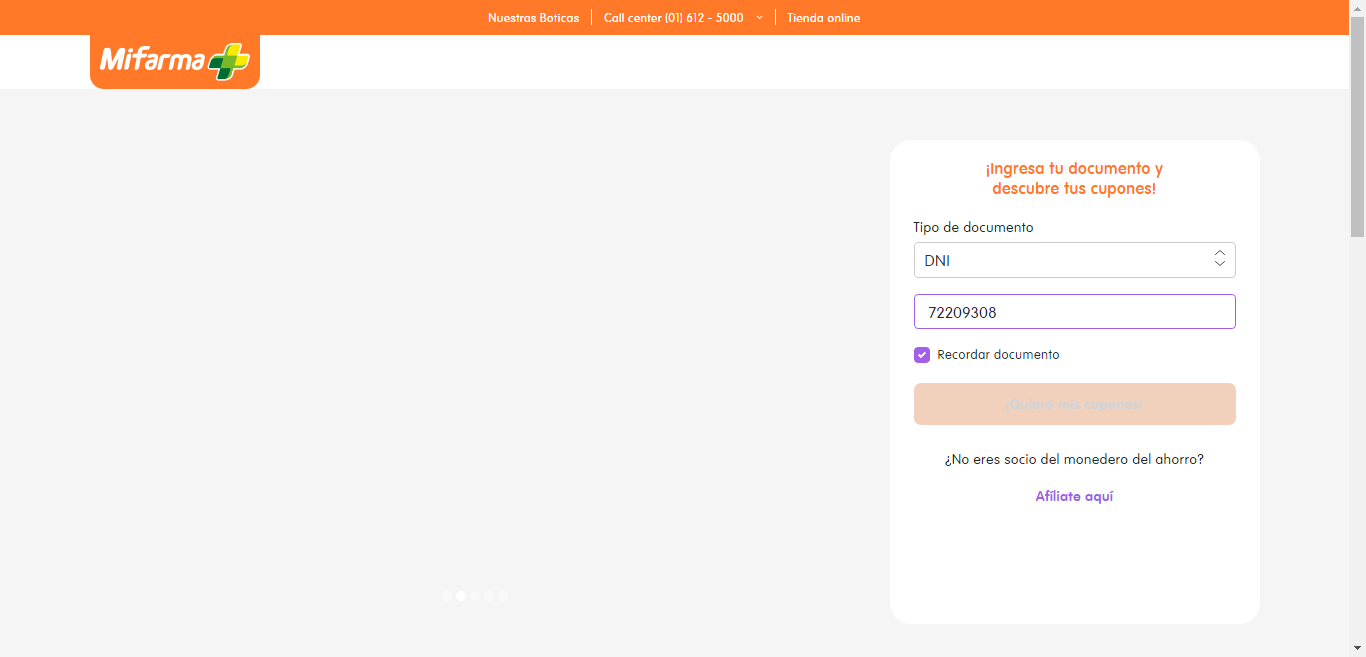 Nuestras Boticas
Call center (01) 612 - 5000
Tienda online
Mifarma
¡Ingresa tu documento y
descubre tus cupones!
Tipo de documento
DNI
72209308
Recordar documento
¡Quiero mis cupones!
¿No eres socio del monedero del ahorro?
Afíliate aquí